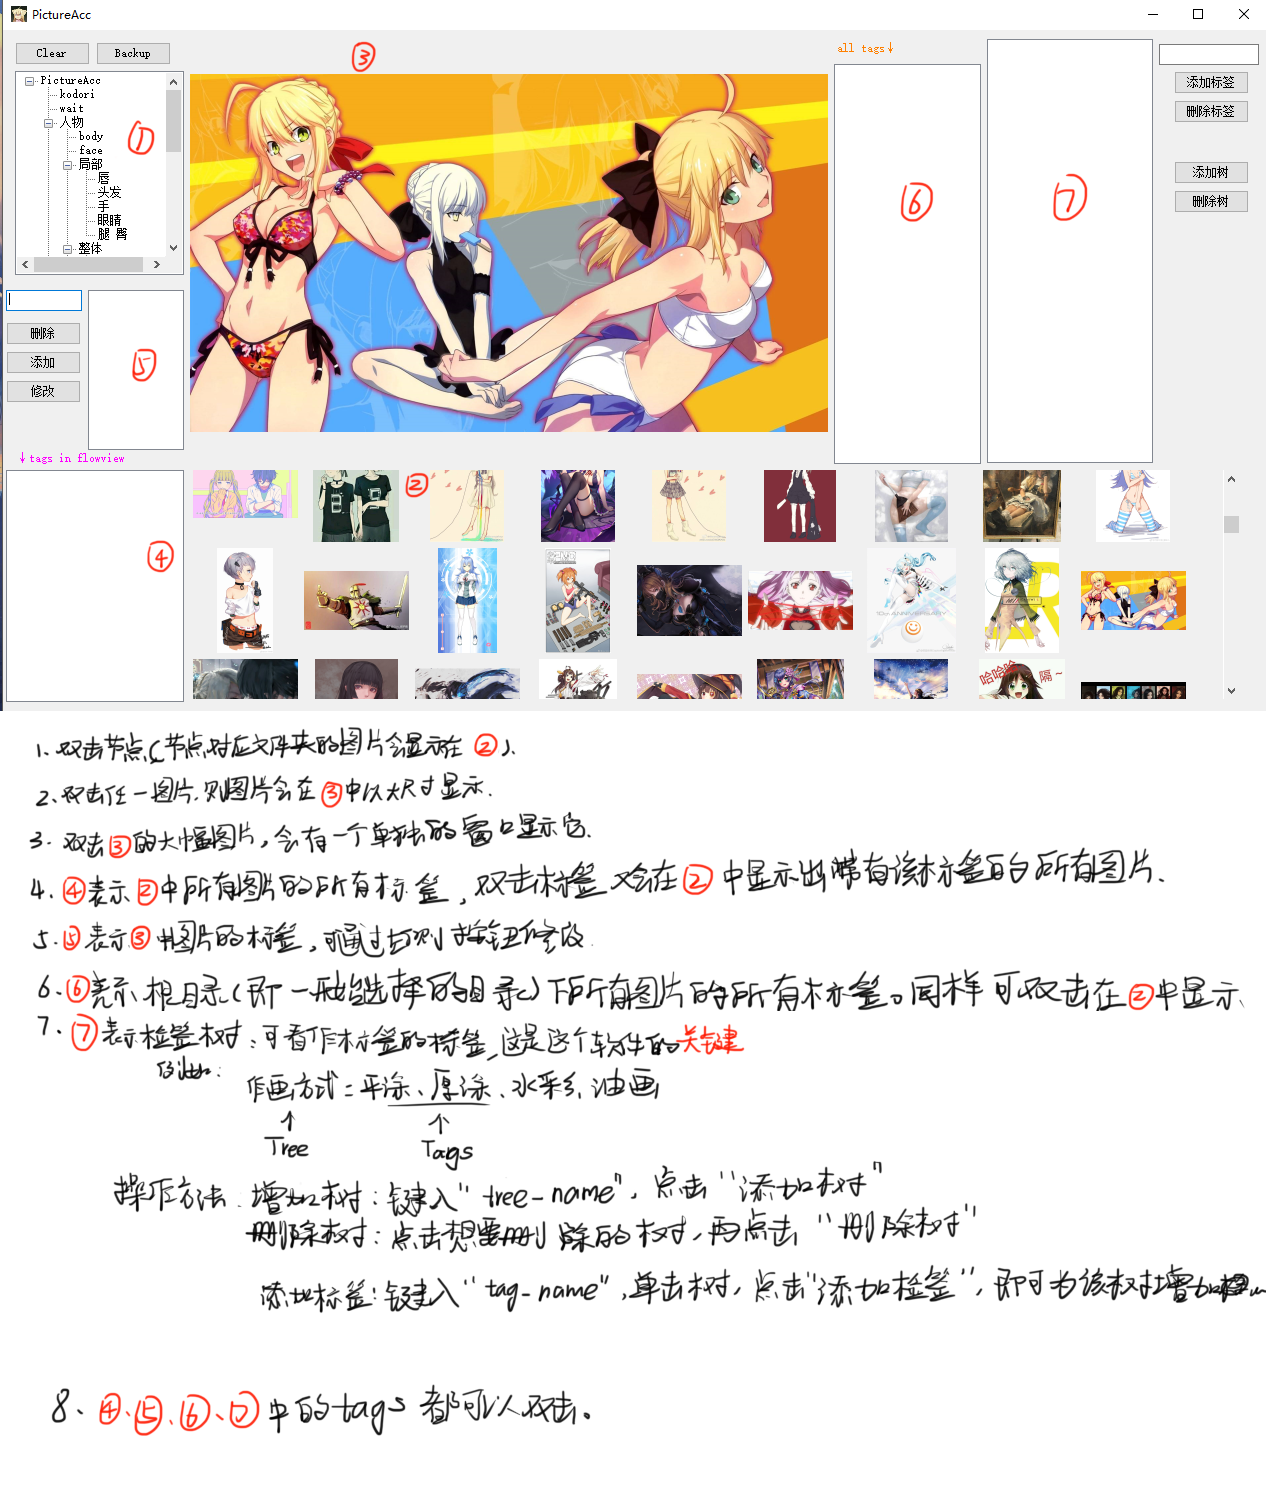 PictureAcc
Clear
Backup
③
all tags↓
PictureAcc
kodori
wait
人物
body
face
局部
唇
头发
手
眼睛
腿 臀
整体
①
⑥
⑦
添加标签
删除标签
添加树
删除树
删除
添加
修改
⑤
↓tags in flowview
②
④
10th ANNIVERSARY
哈哈哈
隔~
1、双击节点(节点对应文件夹的图片会显示在②)、
2、双击任一图片,则图片会在③中以大尺寸显示.
3、双击③的大幅图片,会有一个单独的窗口显示它.
4、④表示②中所有图片的所有标签,双击标签又会在②中显示出带有该标签的所有图片.
5、⑤表示③中图片的标签,可通过左侧按钮修改.
6、⑥表示根目录(即一开始选择的目录)下所有图片的所有标签。同样可双击在②中显示.
7、⑦表示标签树:可看作标签的标签,这是这个软件的关键
例如:
作画方式:平涂、厚涂、水彩、油画
↑ ↑
Tree Tags
操作方法:增加树:键入"tree-name",点击"添加树"
删除树:点击想要删除的树,再点击"删除树"
添加标签:键入"tag-name",单击树,点击"添加标签",即可为该树增加标...
8、④、⑤、⑥、⑦中的tags都可以双击。